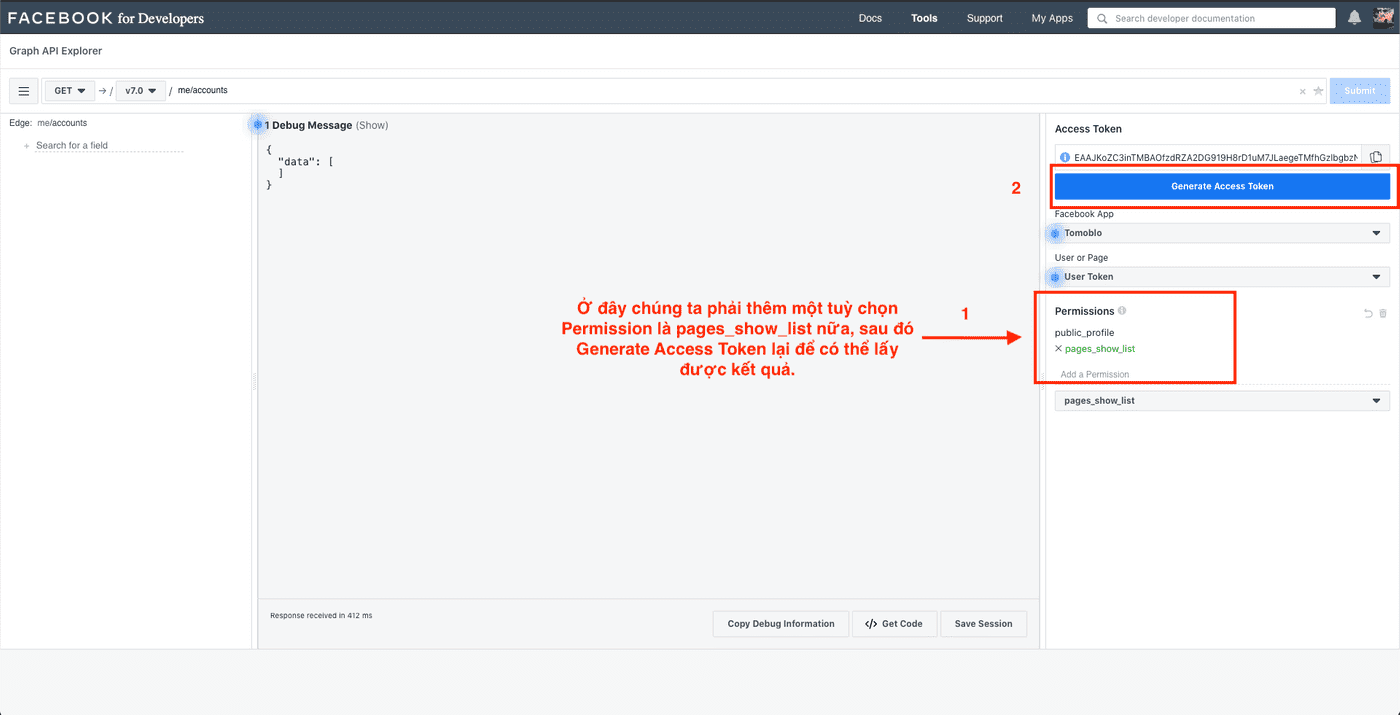 FACEBOOK for Developers
Docs
Tools
Support
My Apps
Search developer documentation
Graph API Explorer
GET
→ /
v7.0
/ me/accounts
Submit
Edge: me/accounts
+ Search for a field
1 Debug Message (Show)
{
"data": [
]
}
Ở đây chúng ta phải thêm một tuỳ chọn
Permission là pages_show_list nữa, sau đó
Generate Access Token lại để có thể lấy
được kết quả.
1
2
Response received in 412 ms
Copy Debug Information
</> Get Code
Save Session
Access Token
Generate Access Token
Facebook App
Tomoblo
User or Page
User Token
Permissions
public_profile
pages_show_list
Add a Permission
pages_show_list